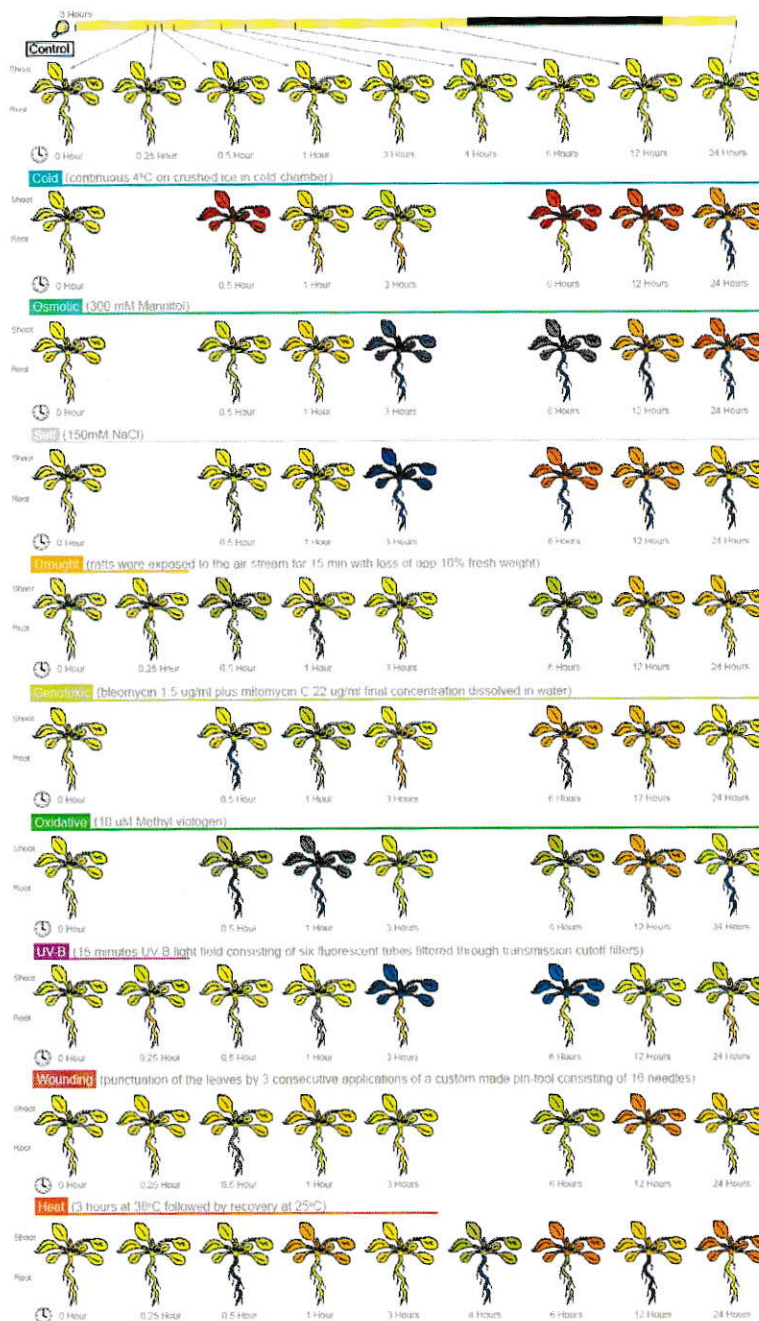 3 Hours
Control
Shoot
Root
0 Hour 0.25 Hour 0.5 Hour 1 Hour 3 Hours 4 Hours 6 Hours 12 Hours 24 Hours
Cold (continuous 4°C on crushed ice in cold chamber)
Shoot
Root
0 Hour 0.5 Hour 1 Hour 3 Hours 6 Hours 12 Hours 24 Hours
Osmotic (300 mM Mannitol)
Shoot
Root
0 Hour 0.5 Hour 1 Hour 3 Hours 6 Hours 12 Hours 24 Hours
Salt (150mM NaCl)
Shoot
Root
0 Hour 0.5 Hour 1 Hour 3 Hours 6 Hours 12 Hours 24 Hours
Drought (rafts were exposed to the air stream for 15 min with loss of app 10% fresh weight)
Shoot
Root
0 Hour 0.25 Hour 0.5 Hour 1 Hour 3 Hours 6 Hours 12 Hours 24 Hours
Genotoxic (bleomycin 1.5 ug/ml plus mitomycin C 22 ug/ml final concentration dissolved in water)
Shoot
Root
0 Hour 0.5 Hour 1 Hour 3 Hours 6 Hours 12 Hours 24 Hours
Oxidative (10 uM Methyl viologen)
Shoot
Root
0 Hour 0.5 Hour 1 Hour 3 Hours 6 Hours 12 Hours 24 Hours
UV-B (15 minutes UV-B light field consisting of six fluorescent tubes filtered through transmission cutoff filters)
Shoot
Root
0 Hour 0.25 Hour 0.5 Hour 1 Hour 3 Hours 6 Hours 12 Hours 24 Hours
Wounding (punctuation of the leaves by 3 consecutive applications of a custom made pin-tool consisting of 16 needles)
Shoot
Root
0 Hour 0.25 Hour 0.5 Hour 1 Hour 3 Hours 6 Hours 12 Hours 24 Hours
Heat (3 hours at 38°C followed by recovery at 25°C)
Shoot
Root
0 Hour 0.25 Hour 0.5 Hour 1 Hour 3 Hours 4 Hours 6 Hours 12 Hours 24 Hours